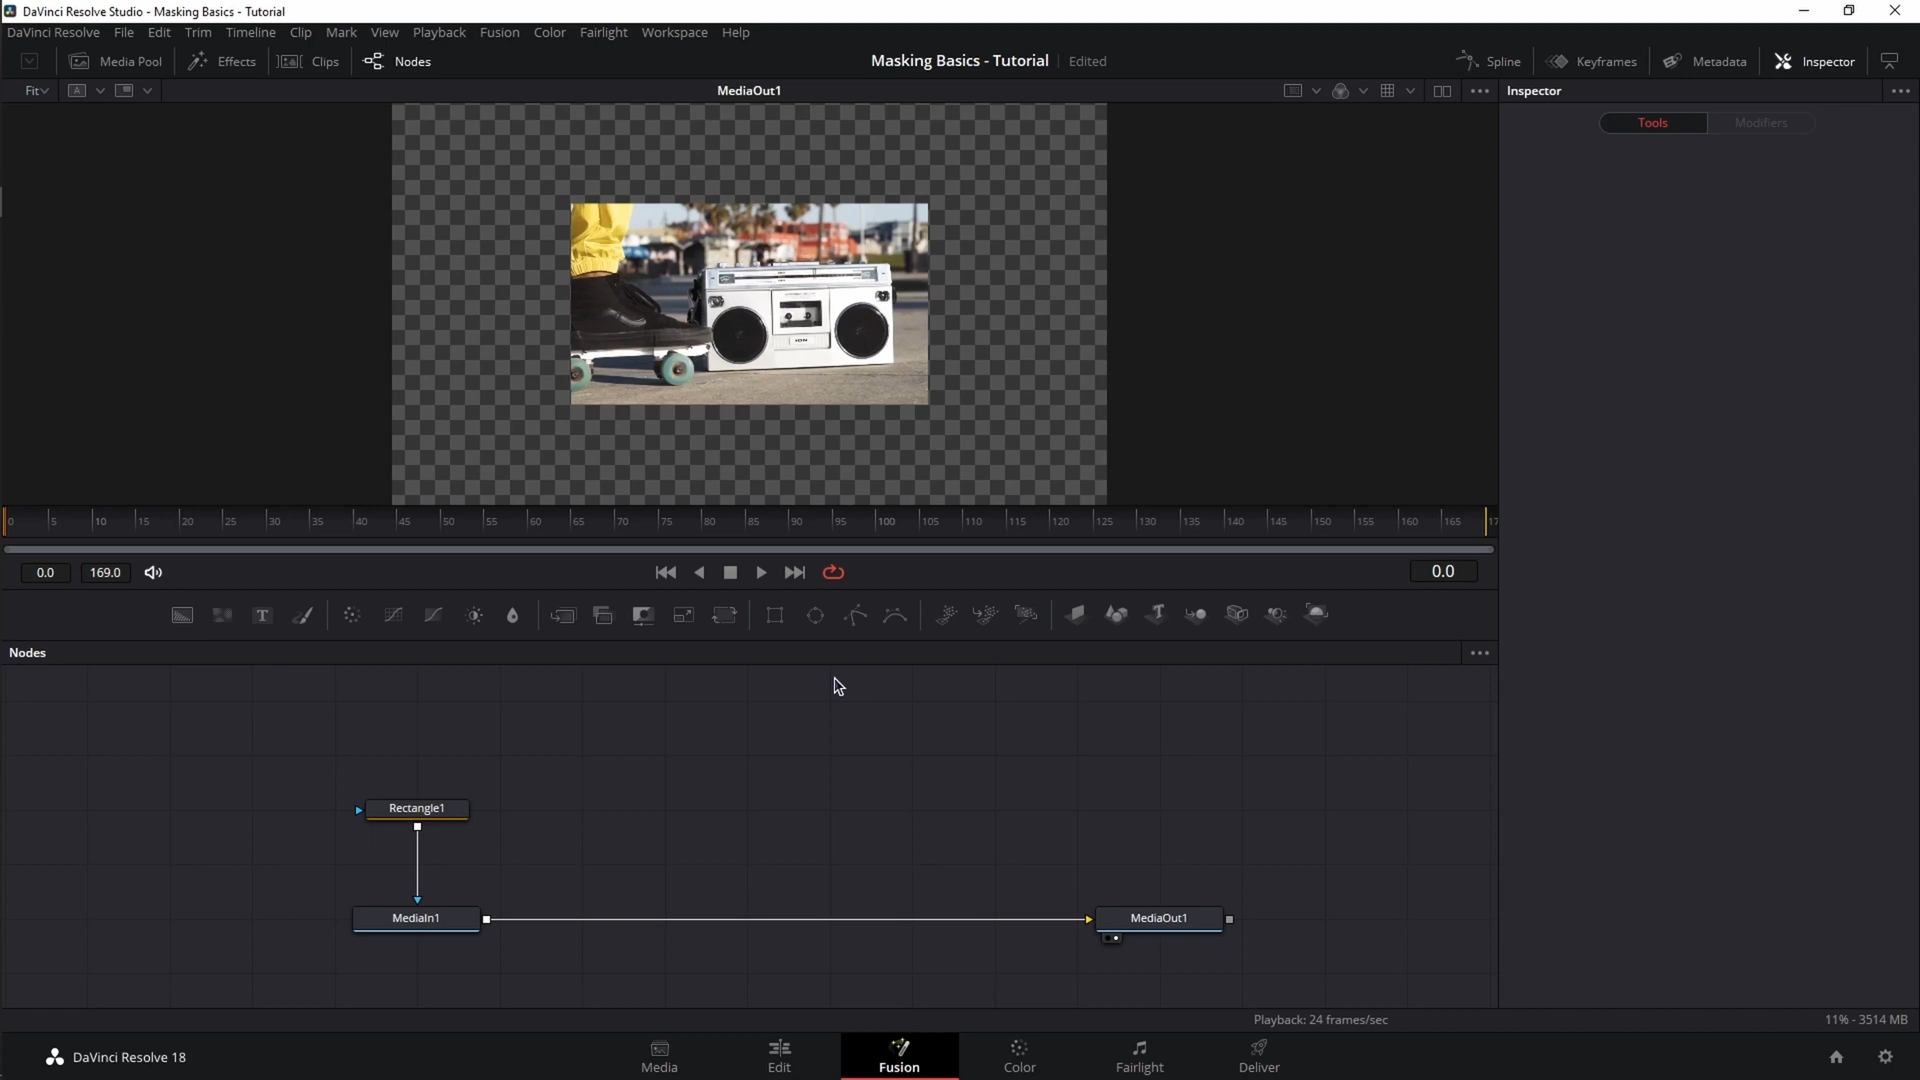 DaVinci Resolve Studio - Masking Basics - Tutorial
DaVinci Resolve File Edit Trim Timeline Clip Mark View Playback Fusion Color Fairlight Workspace Help
Media Pool Effects Clips Nodes Masking Basics - Tutorial Edited Spline Keyframes Metadata Inspector
Fit A MediaOut1 Inspector
Tools Modifiers
ION
0 5 10 15 20 25 30 35 40 45 50 55 60 65 70 75 80 85 90 95 100 105 110 115 120 125 130 135 140 145 150 155 160 165 17
0.0 169.0 0.0
T T
Nodes
Rectangle1
MediaIn1 MediaOut1
Playback: 24 frames/sec 11% - 3514 MB
DaVinci Resolve 18 Media Edit Fusion Color Fairlight Deliver